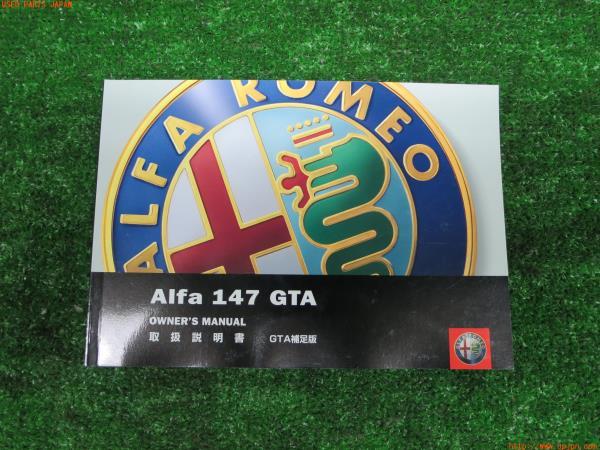 USED PARTS JAPAN
ALFA ROMEO
Alfa 147 GTA
OWNER'S MANUAL
取扱説明書 GTA補足版